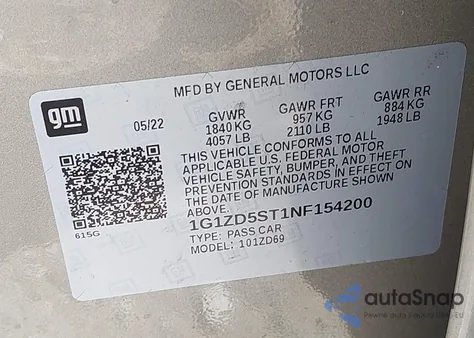 gm
MFD BY GENERAL MOTORS LLC
05/22
GVWR GAWR FRT GAWR RR
1840 KG 957 KG 884 KG
4057 LB 2110 LB 1948 LB
THIS VEHICLE CONFORMS TO ALL
APPLICABLE U.S. FEDERAL MOTOR
VEHICLE SAFETY, BUMPER, AND THEFT
PREVENTION STANDARDS IN EFFECT ON
THE DATE OF MANUFACTURE SHOWN
ABOVE.
615G
1G1ZD5ST1NF154200
TYPE: PASS CAR
MODEL: 101ZD69
autaSnap